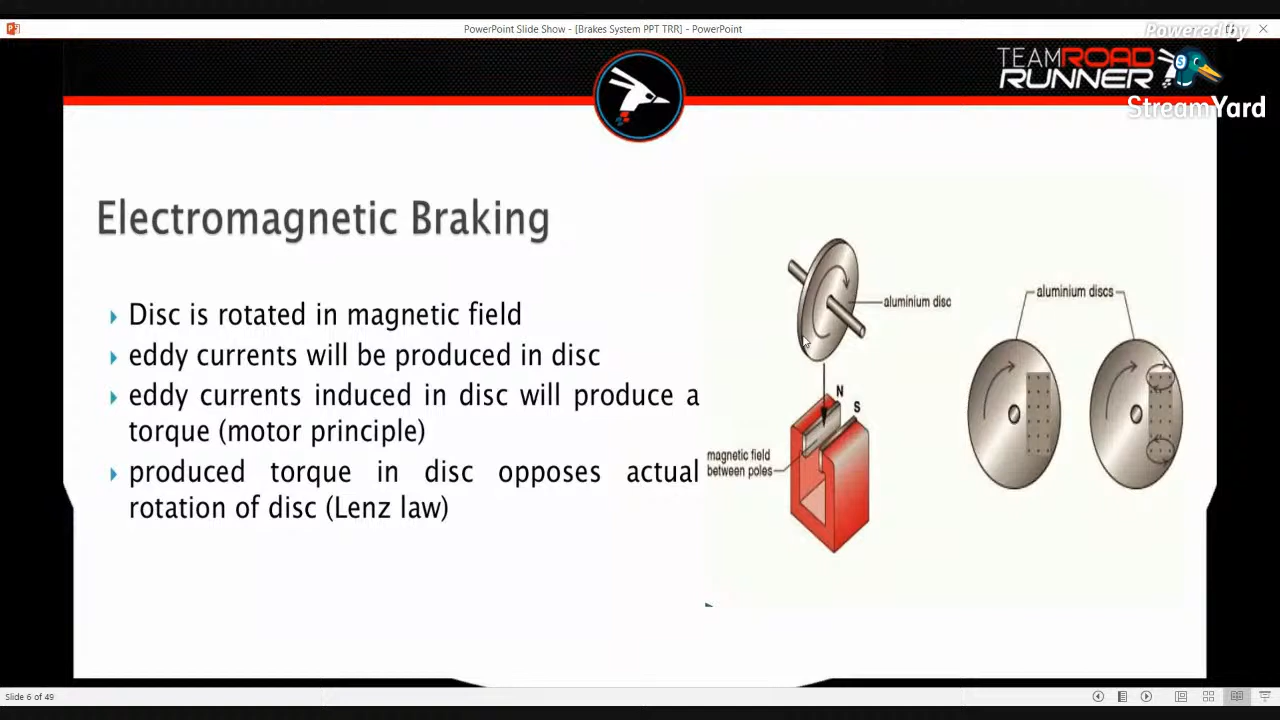 PowerPoint Slide Show - [Brakes System PPT TRR] - PowerPoint
Powered by
TEAMROAD
RUNNER
StreamYard
Electromagnetic Braking
Disc is rotated in magnetic field
eddy currents will be produced in disc
eddy currents induced in disc will produce a
torque (motor principle)
produced torque in disc opposes actual
rotation of disc (Lenz law)
aluminium disc
N
S
magnetic field
between poles
aluminium discs
Slide 6 of 49